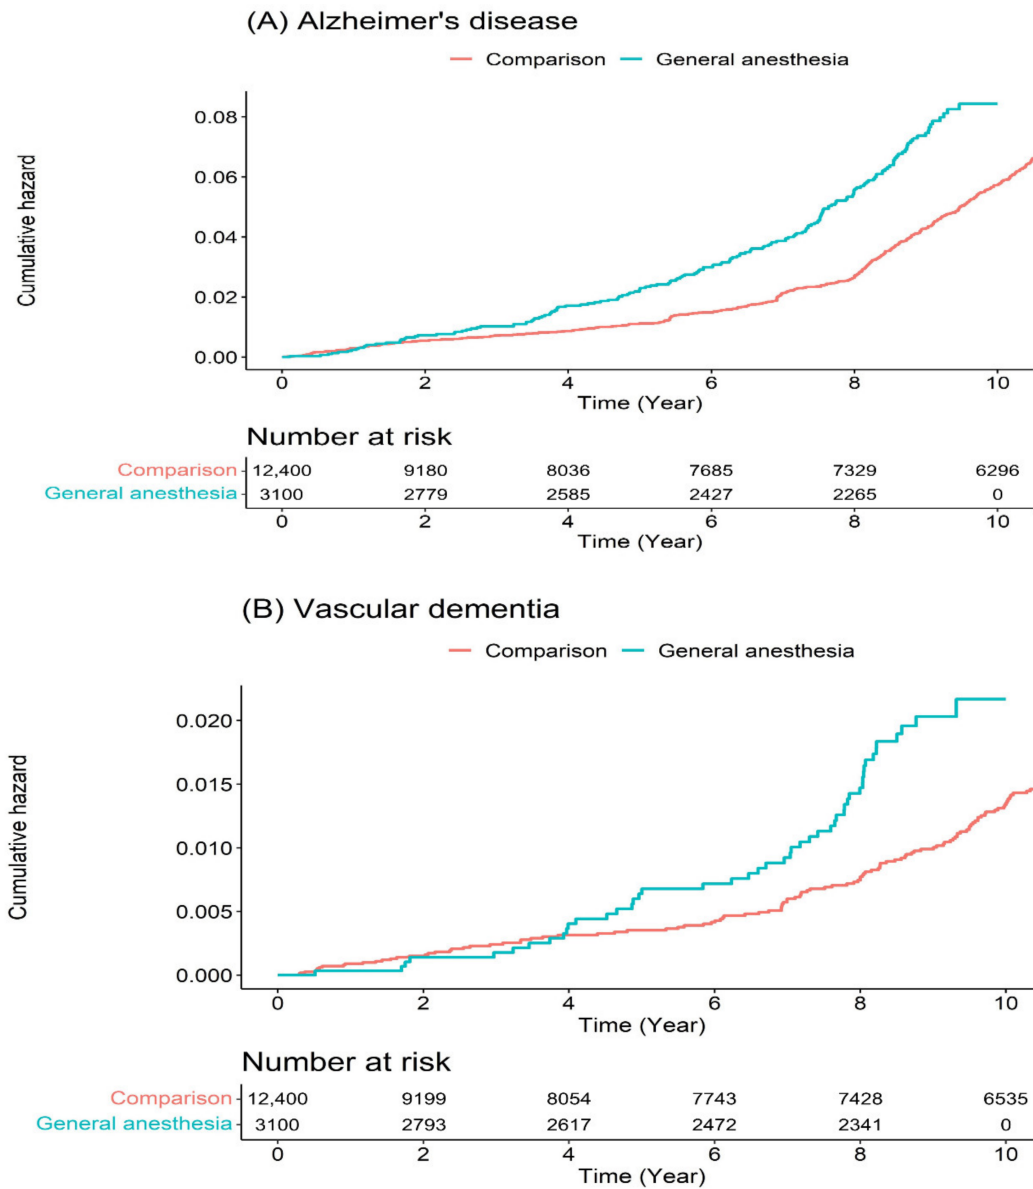 (A) Alzheimer's disease
Comparison General anesthesia
Cumulative hazard
0.08
0.06
0.04
0.02
0.00
0 2 4 6 8 10
Time (Year)
Number at risk
Comparison 12,400 9180 8036 7685 7329 6296
General anesthesia 3100 2779 2585 2427 2265 0
0 2 4 6 8 10
Time (Year)
(B) Vascular dementia
Comparison General anesthesia
Cumulative hazard
0.020
0.015
0.010
0.005
0.000
0 2 4 6 8 10
Time (Year)
Number at risk
Comparison 12,400 9199 8054 7743 7428 6535
General anesthesia 3100 2793 2617 2472 2341 0
0 2 4 6 8 10
Time (Year)